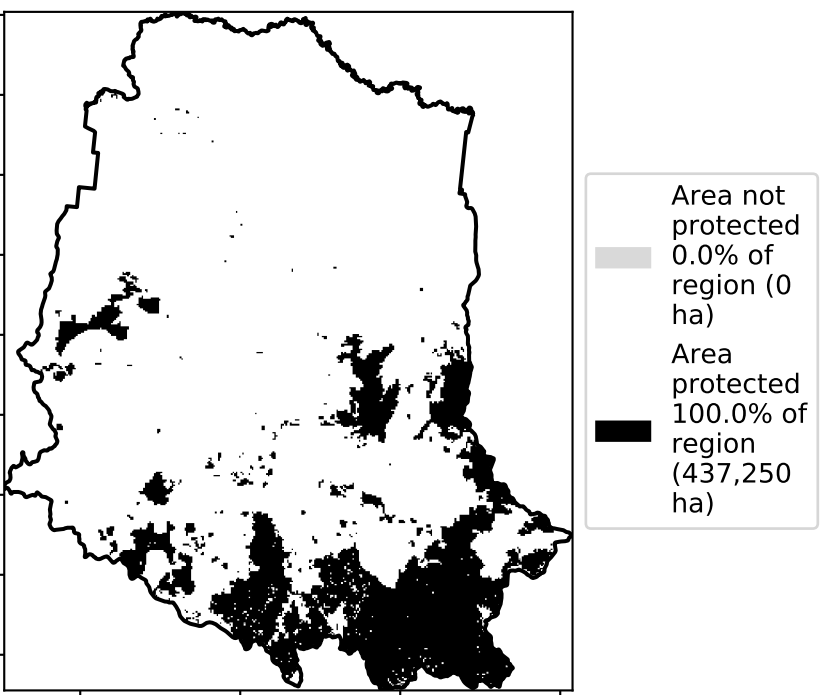 Area not
protected
0.0% of
region (0
ha)
Area
protected
100.0% of
region
(437,250
ha)